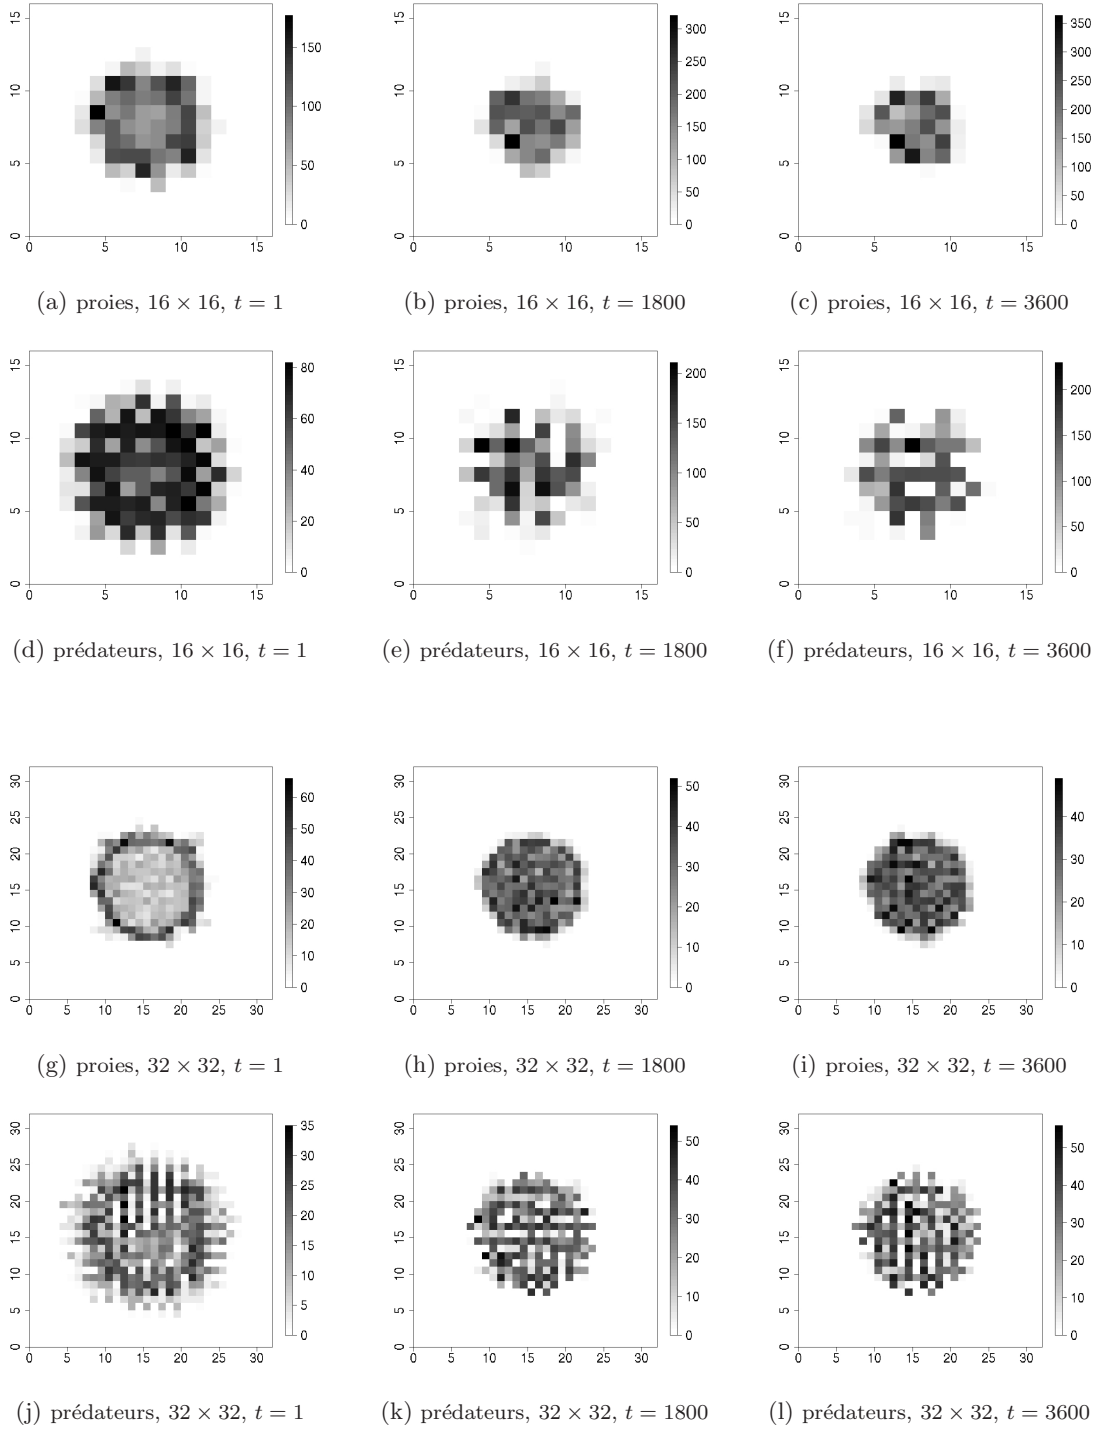 (a) proies, 16 × 16, t = 1
(b) proies, 16 × 16, t = 1800
(c) proies, 16 × 16, t = 3600
(d) prédateurs, 16 × 16, t = 1
(e) prédateurs, 16 × 16, t = 1800
(f) prédateurs, 16 × 16, t = 3600
(g) proies, 32 × 32, t = 1
(h) proies, 32 × 32, t = 1800
(i) proies, 32 × 32, t = 3600
(j) prédateurs, 32 × 32, t = 1
(k) prédateurs, 32 × 32, t = 1800
(l) prédateurs, 32 × 32, t = 3600